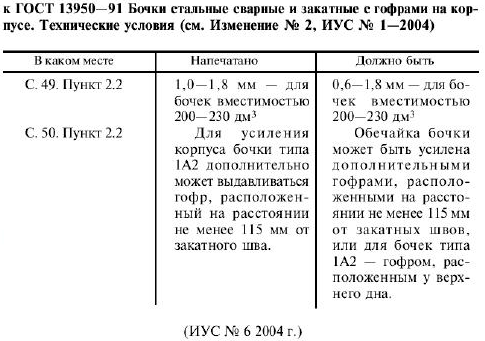 к ГОСТ 13950—91 Бочки стальные сварные и закатные с гофрами на кор-
пусе. Технические условия (см. Изменение № 2, ИУС № 1—2004)
В каком месте
Напечатано
Должно быть
С. 49. Пункт 2.2
1,0—1,8 мм — для
бочек вместимостью
200—230 дм³
0,6—1,8 мм — для бо-
чек вместимостью
200—230 дм³
С. 50. Пункт 2.2
Для усиления
корпуса бочки типа
1А2 дополнительно
может выдавливаться
гофр, расположен-
ный на расстоянии
не менее 115 мм от
закатного шва.
Обечайка бочки
может быть усилена
дополнительными
гофрами, располо-
женными на рассто-
янии не менее 115 мм
от закатных швов,
или для бочек типа
1А2 — гофром, рас-
положенным у верх-
него дна.
(ИУС № 6 2004 г.)